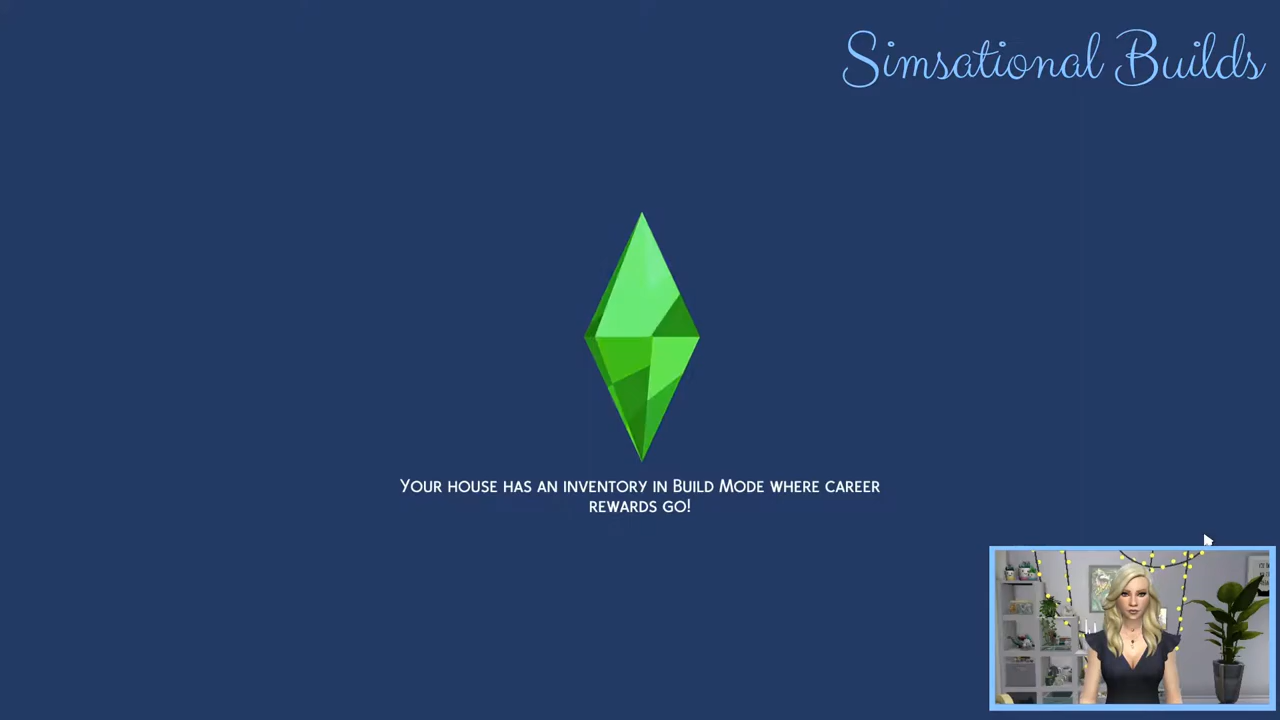 Simsational Builds
YOUR HOUSE HAS AN INVENTORY IN BUILD MODE WHERE CAREER
REWARDS GO!